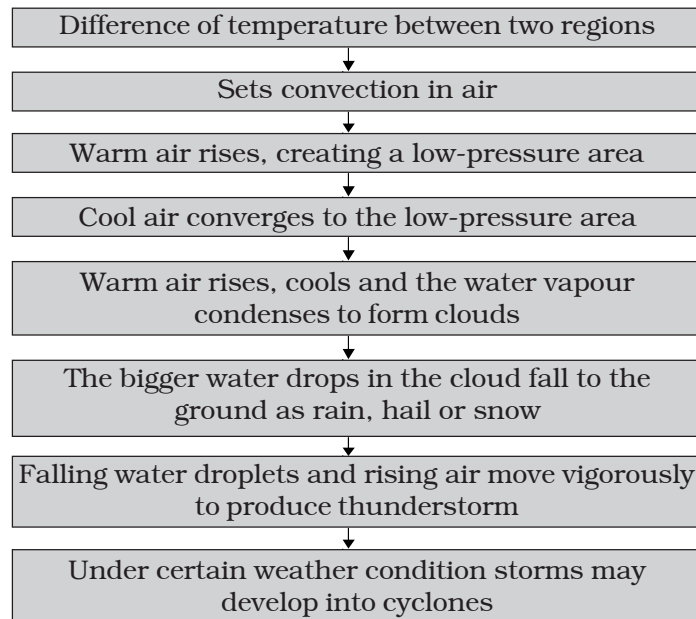 Difference of temperature between two regions
Sets convection in air
Warm air rises, creating a low-pressure area
Cool air converges to the low-pressure area
Warm air rises, cools and the water vapour
condenses to form clouds
The bigger water drops in the cloud fall to the
ground as rain, hail or snow
Falling water droplets and rising air move vigorously
to produce thunderstorm
Under certain weather condition storms may
develop into cyclones